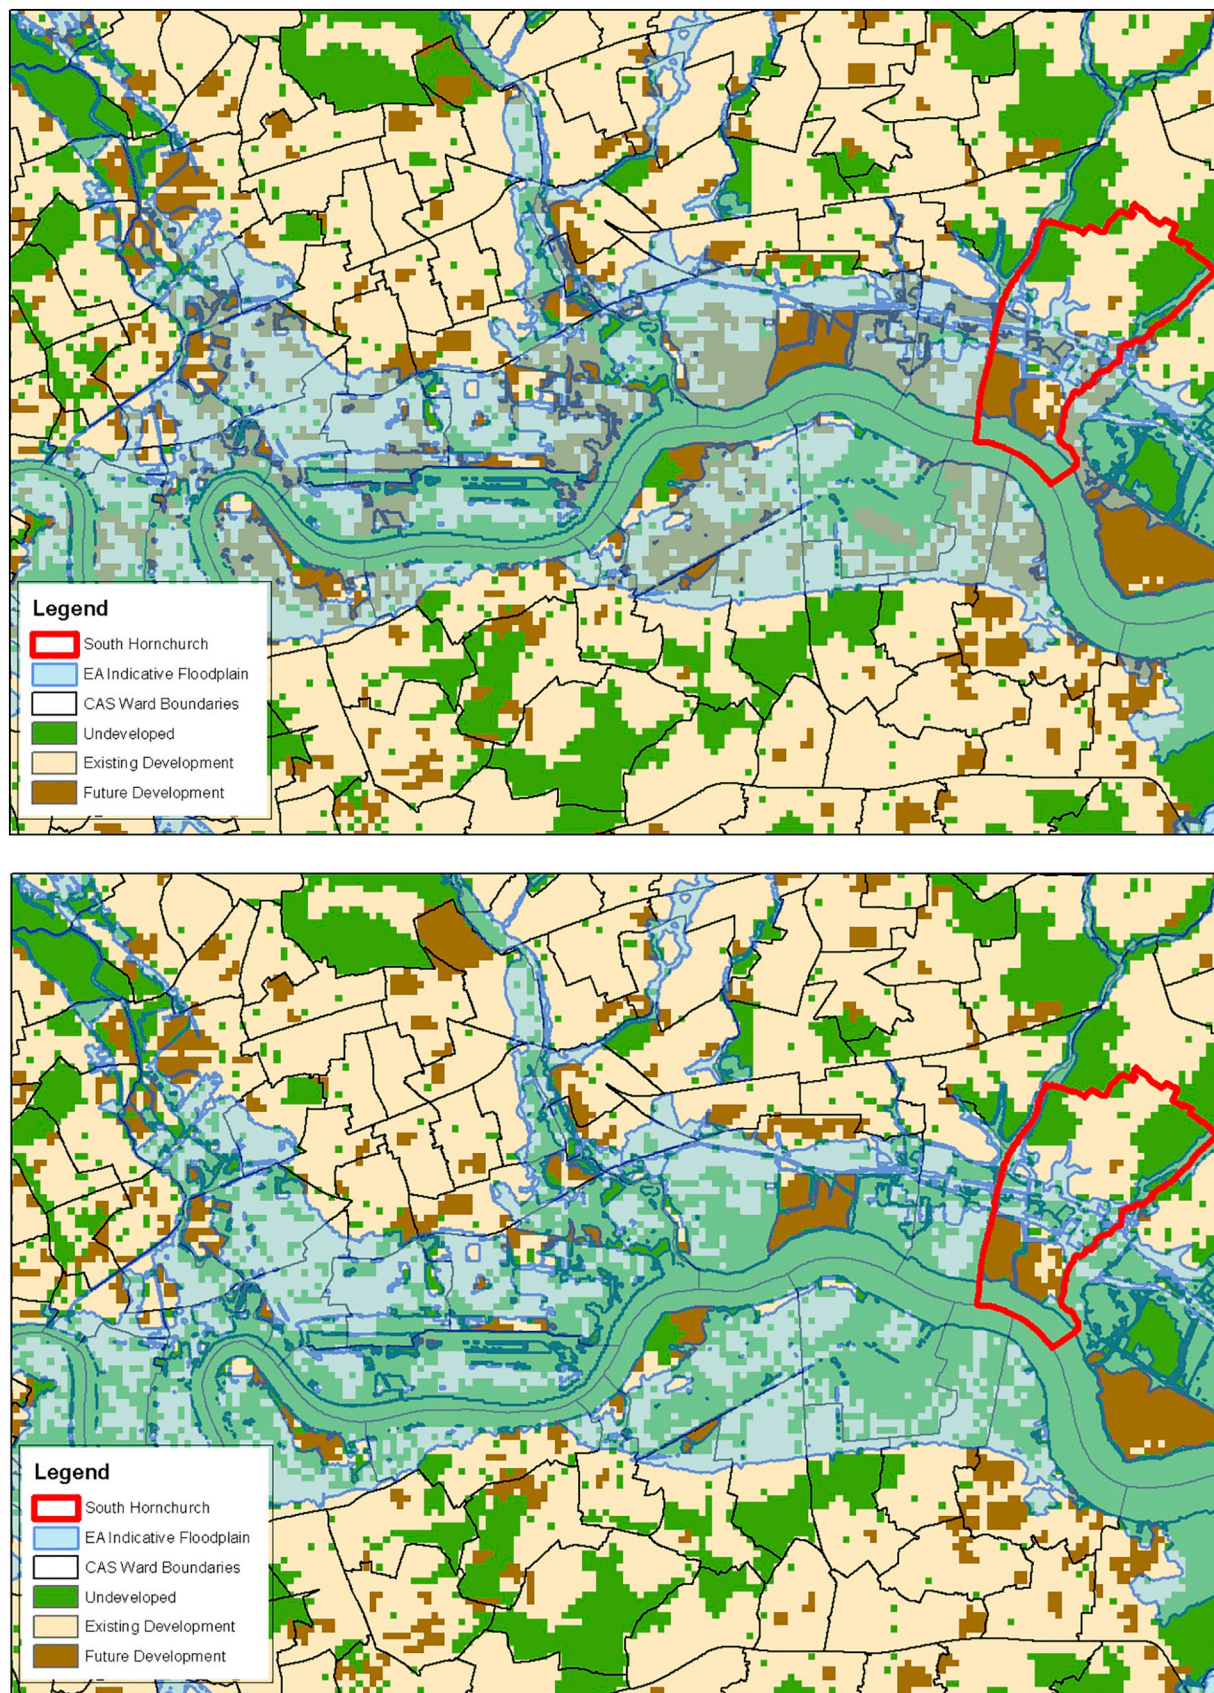 Legend
South Hornchurch
EA Indicative Floodplain
CAS Ward Boundaries
Undeveloped
Existing Development
Future Development
Legend
South Hornchurch
EA Indicative Floodplain
CAS Ward Boundaries
Undeveloped
Existing Development
Future Development